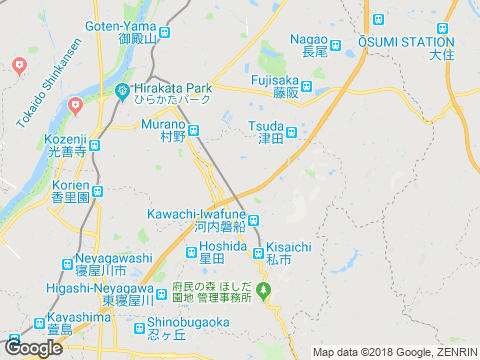 Goten-Yama
御殿山
Nagao
長尾
ŌSUMI STATION
大住
Tokaido Shinkansen
Hirakata Park
ひらかたパーク
Fujisaka
藤阪
Murano
村野
Tsuda
津田
Kozenji
光善寺
Korien
香里園
Kawachi-Iwafune
河内磐船
Hoshida
星田
Kisaichi
私市
Neyagawashi
寝屋川市
Higashi-Neyagawa
東寝屋川
府民の森 ほしだ
園地 管理事務所
Kayashima
萱島
Shinobugaoka
忍ヶ丘
Google
Map data ©2018 Google, ZENRIN